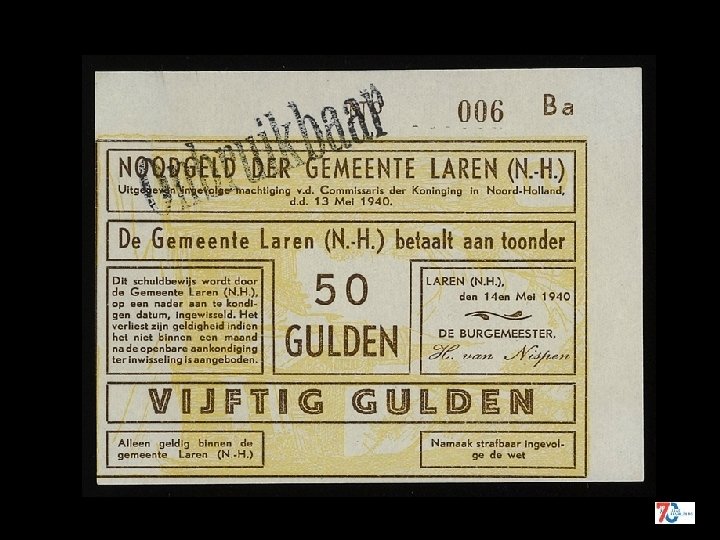 006 Ba
Onbruikbaar
NOODGELD DER GEMEENTE LAREN (N.-H.)
Uitgegeven ingevolge machtiging v.d. Commissaris der Koningin in Noord-Holland,
d.d. 13 Mei 1940.
De Gemeente Laren (N.-H.) betaalt aan toonder
Dit schuldbewijs wordt door
de Gemeente Laren (N.H.),
op een nader aan te kondi-
gen datum, ingewisseld. Het
verliest zijn geldigheid indien
het niet binnen een maand
na de openbare aankondiging
ter inwisseling is aangeboden.
50
GULDEN
LAREN (N.H.),
den 14en Mei 1940
DE BURGEMEESTER,
H. van Nispen
VIJFTIG GULDEN
Alleen geldig binnen de
gemeente Laren (N.-H.)
Namaak strafbaar ingevol-
ge de wet
70